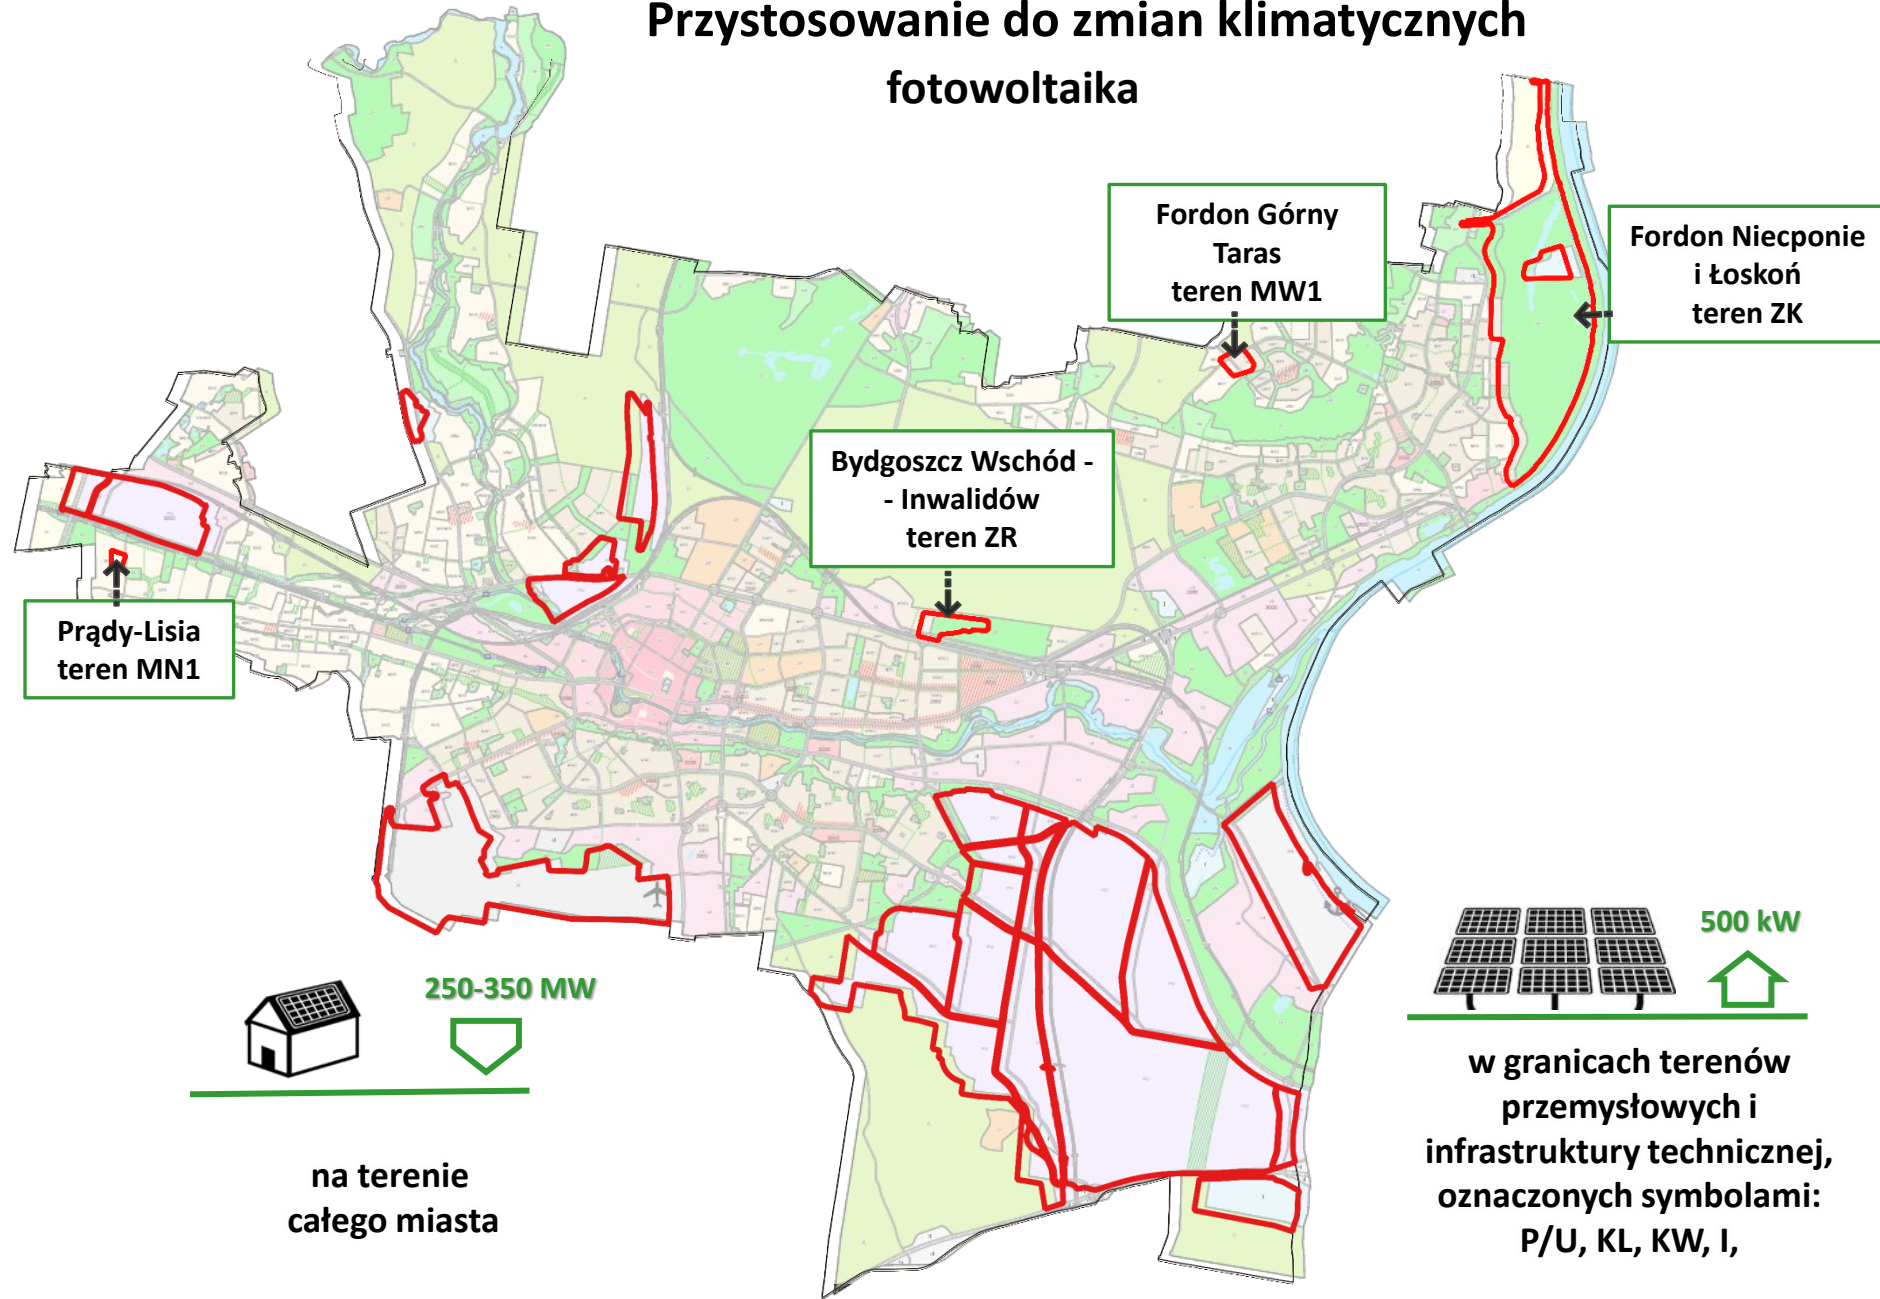 Przystosowanie do zmian klimatycznych
fotowoltaika
Fordon Górny
Taras
teren MW1
Fordon Niecponie
i Łoskoń
teren ZK
Bydgoszcz Wschód -
- Inwalidów
teren ZR
Prądy-Lisia
teren MN1
250-350 MW
na terenie
całego miasta
500 kW
w granicach terenów
przemysłowych i
infrastruktury technicznej,
oznaczonych symbolami:
P/U, KL, KW, I,